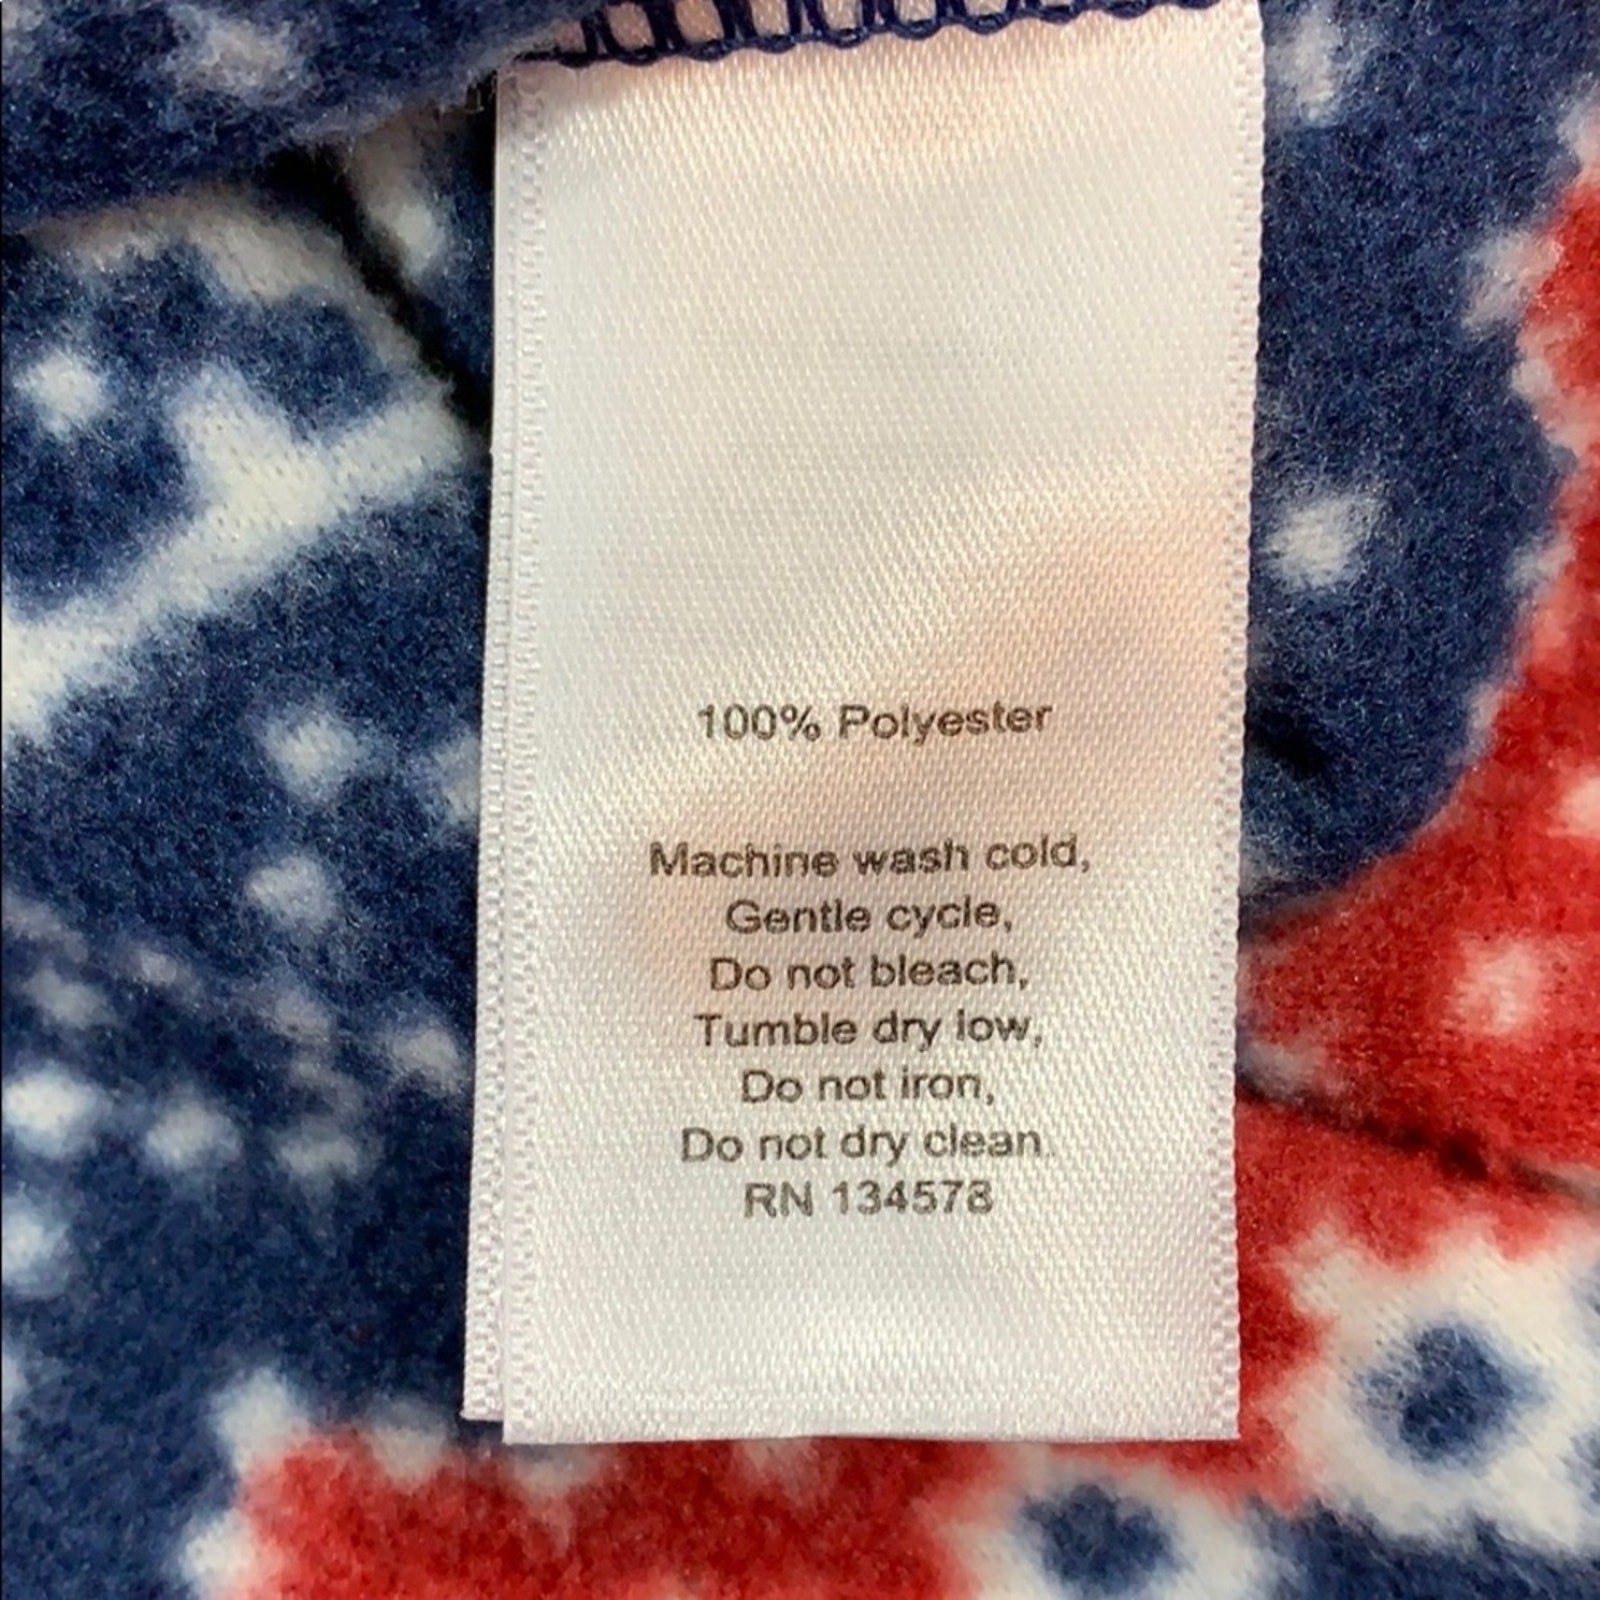 100% Polyester
Machine wash cold,
Gentle cycle,
Do not bleach,
Tumble dry low,
Do not iron,
Do not dry clean.
RN 134578